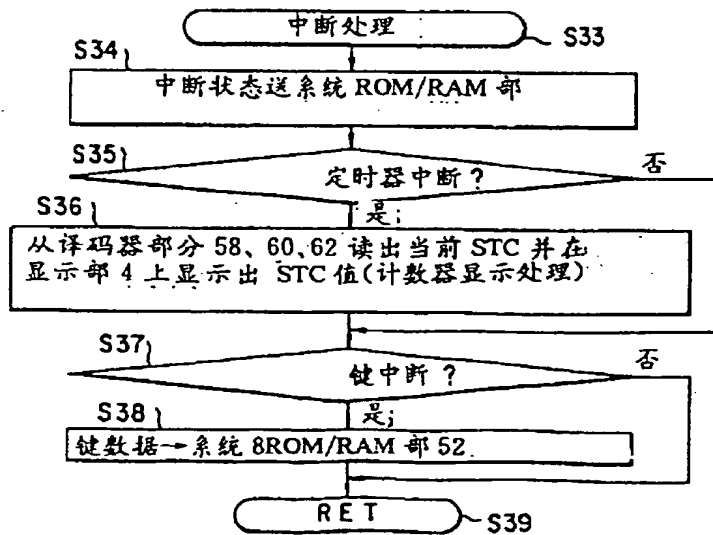 中断处理
S33
S34
中断状态送系统 ROM/RAM 部
S35
定时器中断?
否
S36
是;
从译码器部分 58、60、62 读出当前 STC 并在
显示部 4 上显示出 STC 值(计数器显示处理)
S37
键中断 ?
否
S38
是;
键数据→系统 8ROM/RAM 部 52
RET
S39